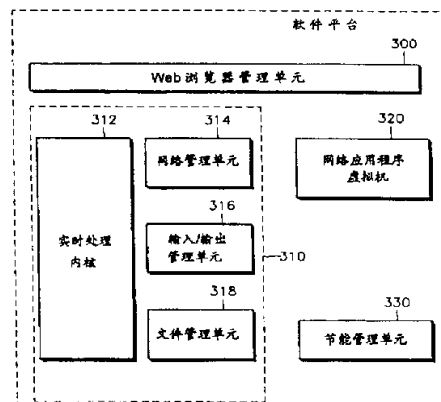 软件平台
300
Web浏览器管理单元
312
314
320
网络管理单元
网络应用程序
虚拟机
316
实时处理
内核
输入/输出
管理单元
310
318
330
文件管理单元
节能管理单元